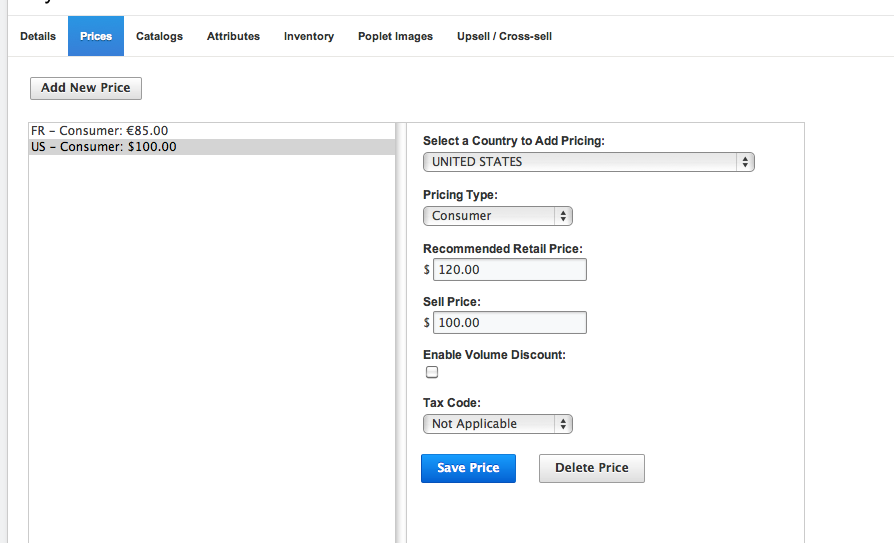 Details Prices Catalogs Attributes Inventory Poplet Images Upsell / Cross-sell
Add New Price
FR – Consumer: €85.00
US – Consumer: $100.00
Select a Country to Add Pricing:
UNITED STATES
Pricing Type:
Consumer
Recommended Retail Price:
$ 120.00
Sell Price:
$ 100.00
Enable Volume Discount:
Tax Code:
Not Applicable
Save Price Delete Price